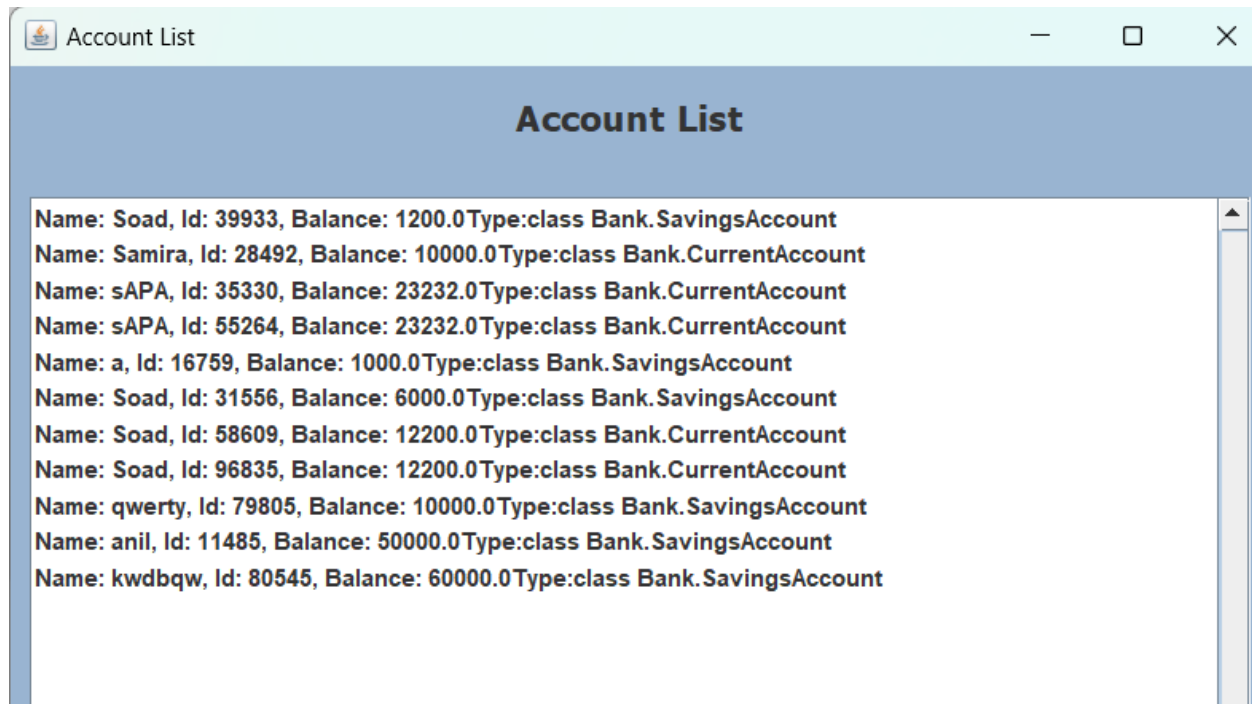 Account List
Account List
Name: Soad, Id: 39933, Balance: 1200.0Type:class Bank.SavingsAccount
Name: Samira, Id: 28492, Balance: 10000.0Type:class Bank.CurrentAccount
Name: sAPA, Id: 35330, Balance: 23232.0Type:class Bank.CurrentAccount
Name: sAPA, Id: 55264, Balance: 23232.0Type:class Bank.CurrentAccount
Name: a, Id: 16759, Balance: 1000.0Type:class Bank.SavingsAccount
Name: Soad, Id: 31556, Balance: 6000.0Type:class Bank.SavingsAccount
Name: Soad, Id: 58609, Balance: 12200.0Type:class Bank.CurrentAccount
Name: Soad, Id: 96835, Balance: 12200.0Type:class Bank.CurrentAccount
Name: qwerty, Id: 79805, Balance: 10000.0Type:class Bank.SavingsAccount
Name: anil, Id: 11485, Balance: 50000.0Type:class Bank.SavingsAccount
Name: kwdbqw, Id: 80545, Balance: 60000.0Type:class Bank.SavingsAccount